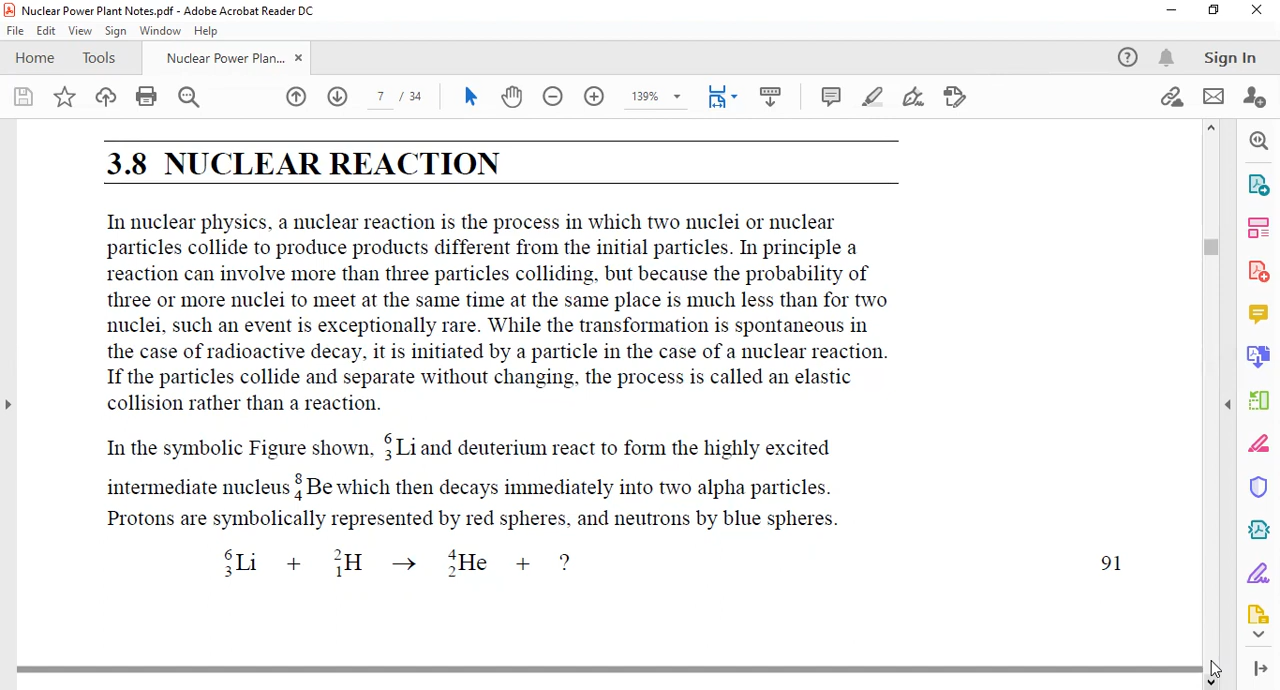 Nuclear Power Plant Notes.pdf - Adobe Acrobat Reader DC
File Edit View Sign Window Help
Home Tools Nuclear Power Plan... × Sign In
7 / 34 139%
3.8 NUCLEAR REACTION
In nuclear physics, a nuclear reaction is the process in which two nuclei or nuclear
particles collide to produce products different from the initial particles. In principle a
reaction can involve more than three particles colliding, but because the probability of
three or more nuclei to meet at the same time at the same place is much less than for two
nuclei, such an event is exceptionally rare. While the transformation is spontaneous in
the case of radioactive decay, it is initiated by a particle in the case of a nuclear reaction.
If the particles collide and separate without changing, the process is called an elastic
collision rather than a reaction.
In the symbolic Figure shown, ⁶₃Li and deuterium react to form the highly excited
intermediate nucleus ⁸₄Be which then decays immediately into two alpha particles.
Protons are symbolically represented by red spheres, and neutrons by blue spheres.
⁶₃Li + ²₁H → ⁴₂He + ?
91